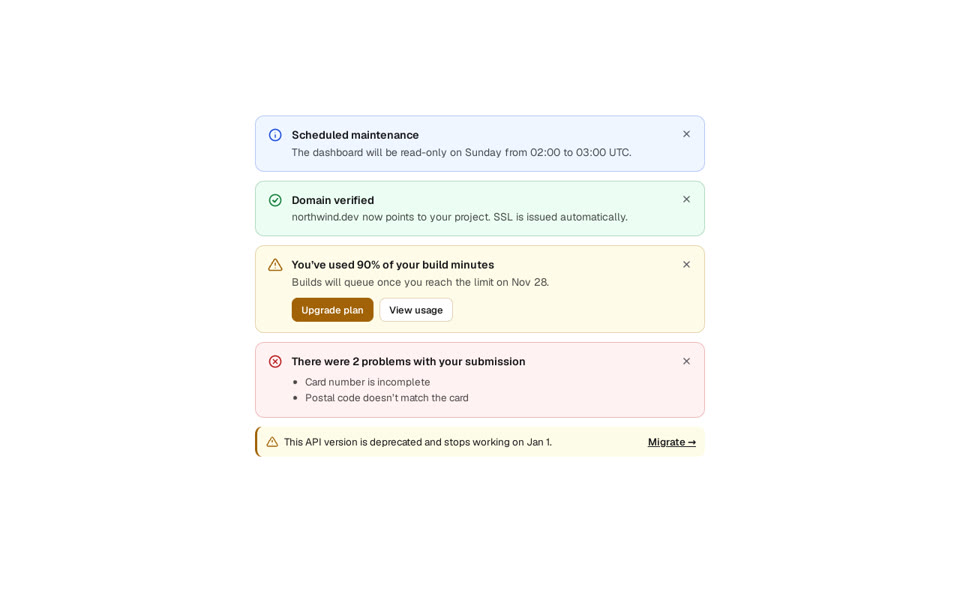 Scheduled maintenance
The dashboard will be read-only on Sunday from 02:00 to 03:00 UTC.
Domain verified
northwind.dev now points to your project. SSL is issued automatically.
You've used 90% of your build minutes
Builds will queue once you reach the limit on Nov 28.
Upgrade plan View usage
There were 2 problems with your submission
• Card number is incomplete
• Postal code doesn't match the card
This API version is deprecated and stops working on Jan 1. Migrate →